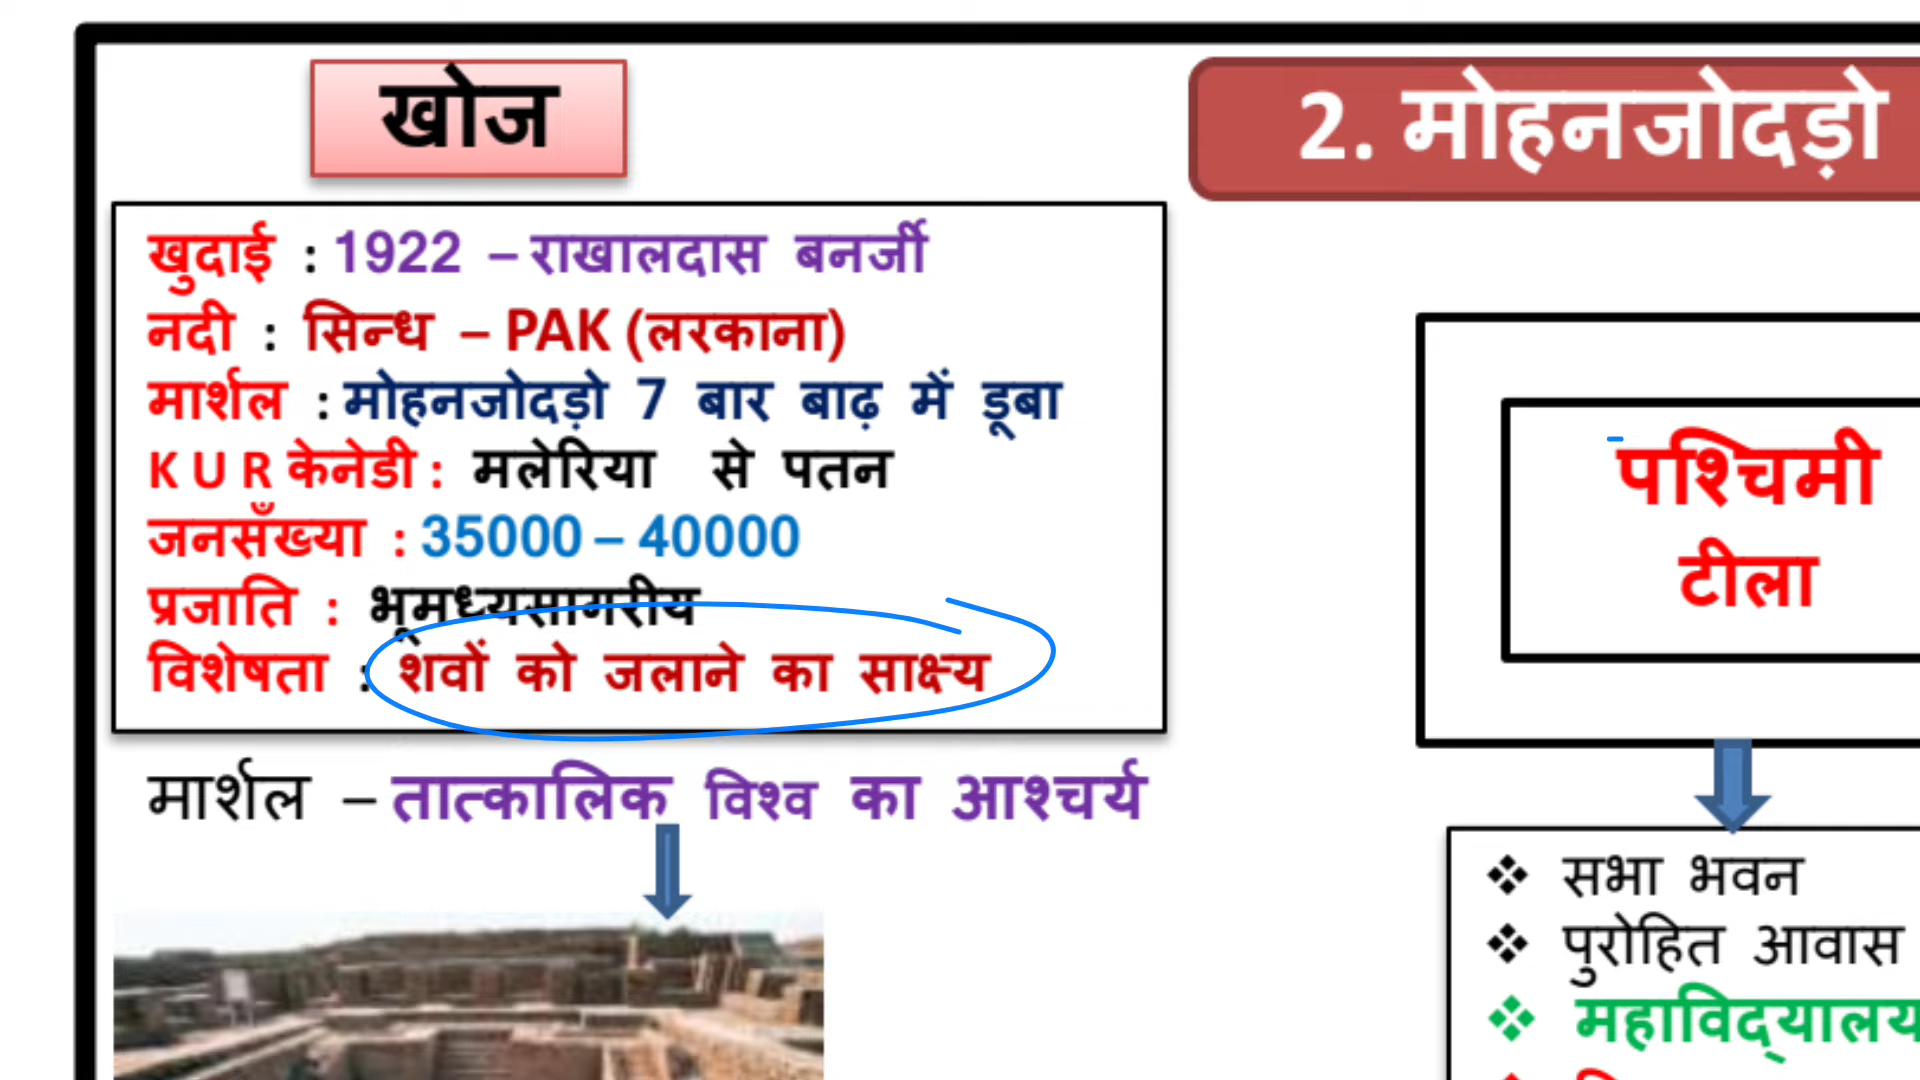 खोज
2. मोहनजोदड़ो
खुदाई : 1922 – राखालदास बनर्जी
नदी : सिन्ध – PAK (लरकाना)
मार्शल : मोहनजोदड़ो 7 बार बाढ़ में डूबा
K U R केनेडी : मलेरिया से पतन
जनसँख्या : 35000 – 40000
प्रजाति : भूमध्यसागरीय
विशेषता : शवों को जलाने का साक्ष्य
मार्शल – तात्कालिक विश्व का आश्चर्य
पश्चिमी
टीला
❖ सभा भवन
❖ पुरोहित आवास
❖ महाविद्यालय